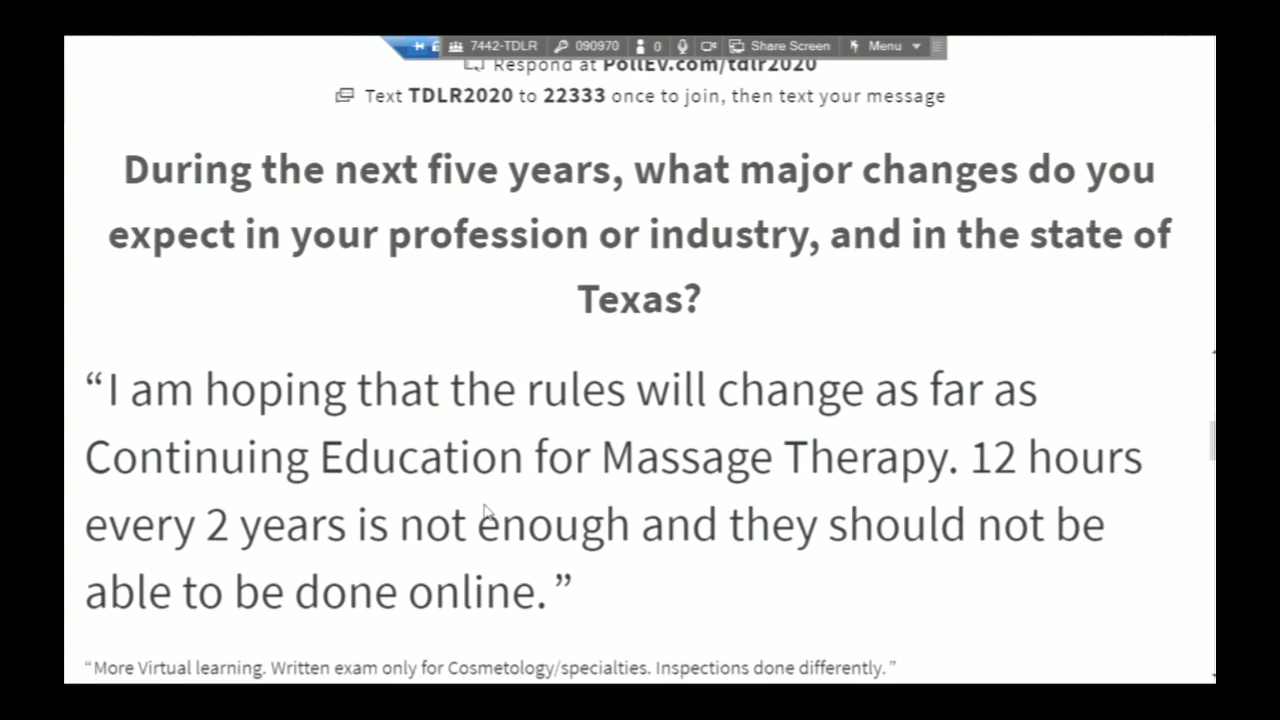 7442-TDLR 090970 0 Share Screen Menu
Respond at PollEv.com/tdlr2020
Text TDLR2020 to 22333 once to join, then text your message
During the next five years, what major changes do you
expect in your profession or industry, and in the state of
Texas?
“I am hoping that the rules will change as far as
Continuing Education for Massage Therapy. 12 hours
every 2 years is not enough and they should not be
able to be done online.”
“More Virtual learning. Written exam only for Cosmetology/specialties. Inspections done differently.”